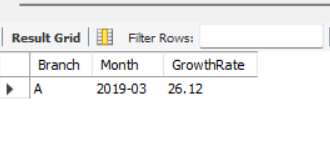 Result Grid Filter Rows:
Branch Month GrowthRate
A 2019-03 26.12